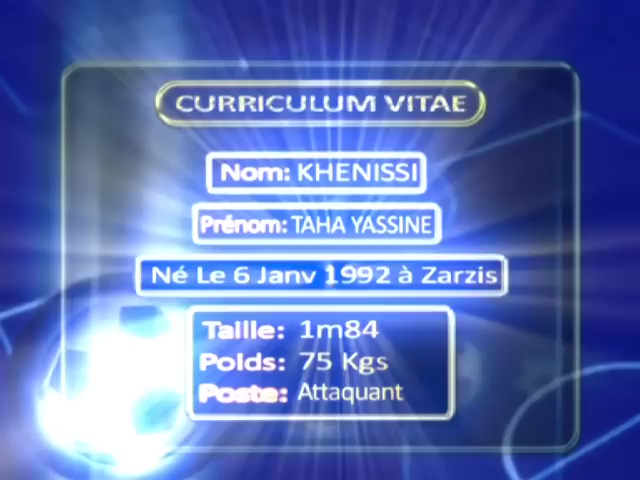 CURRICULUM VITAE
Nom: KHENISSI
Prénom: TAHA YASSINE
Né Le 6 Janv 1992 à Zarzis
Taille: 1m84
Poids: 75 Kgs
Poste: Attaquant